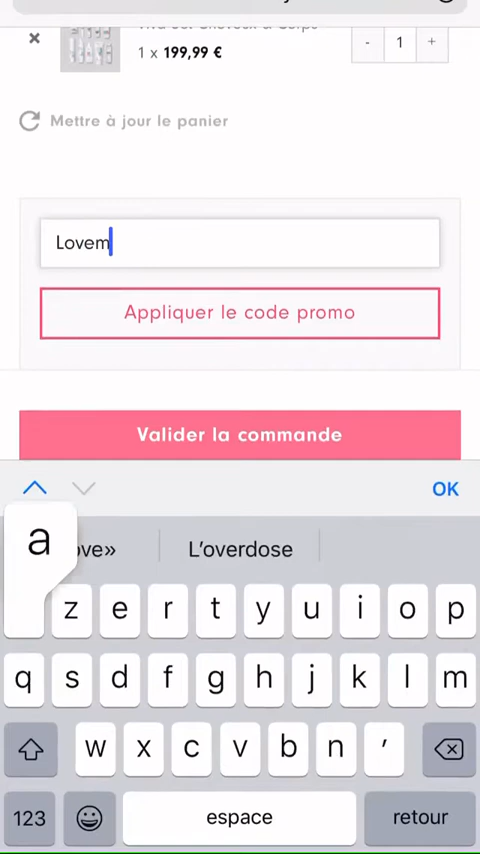 1 x 199,99 €
- 1 +
Mettre à jour le panier
Lovem
Appliquer le code promo
Valider la commande
OK
a
ove» L'overdose
z e r t y u i o p
q s d f g h j k l m
w x c v b n '
123 espace retour